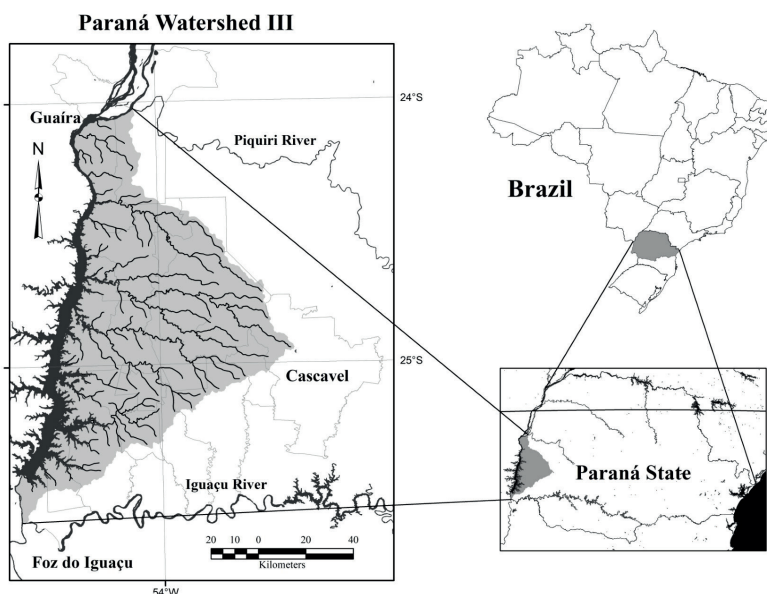 Paraná Watershed III
24°S
Guaíra
Piquiri River
N
Brazil
25°S
Cascavel
Paraná State
Iguaçu River
20 10 0 20 40
Kilometers
Foz do Iguaçu
54°W